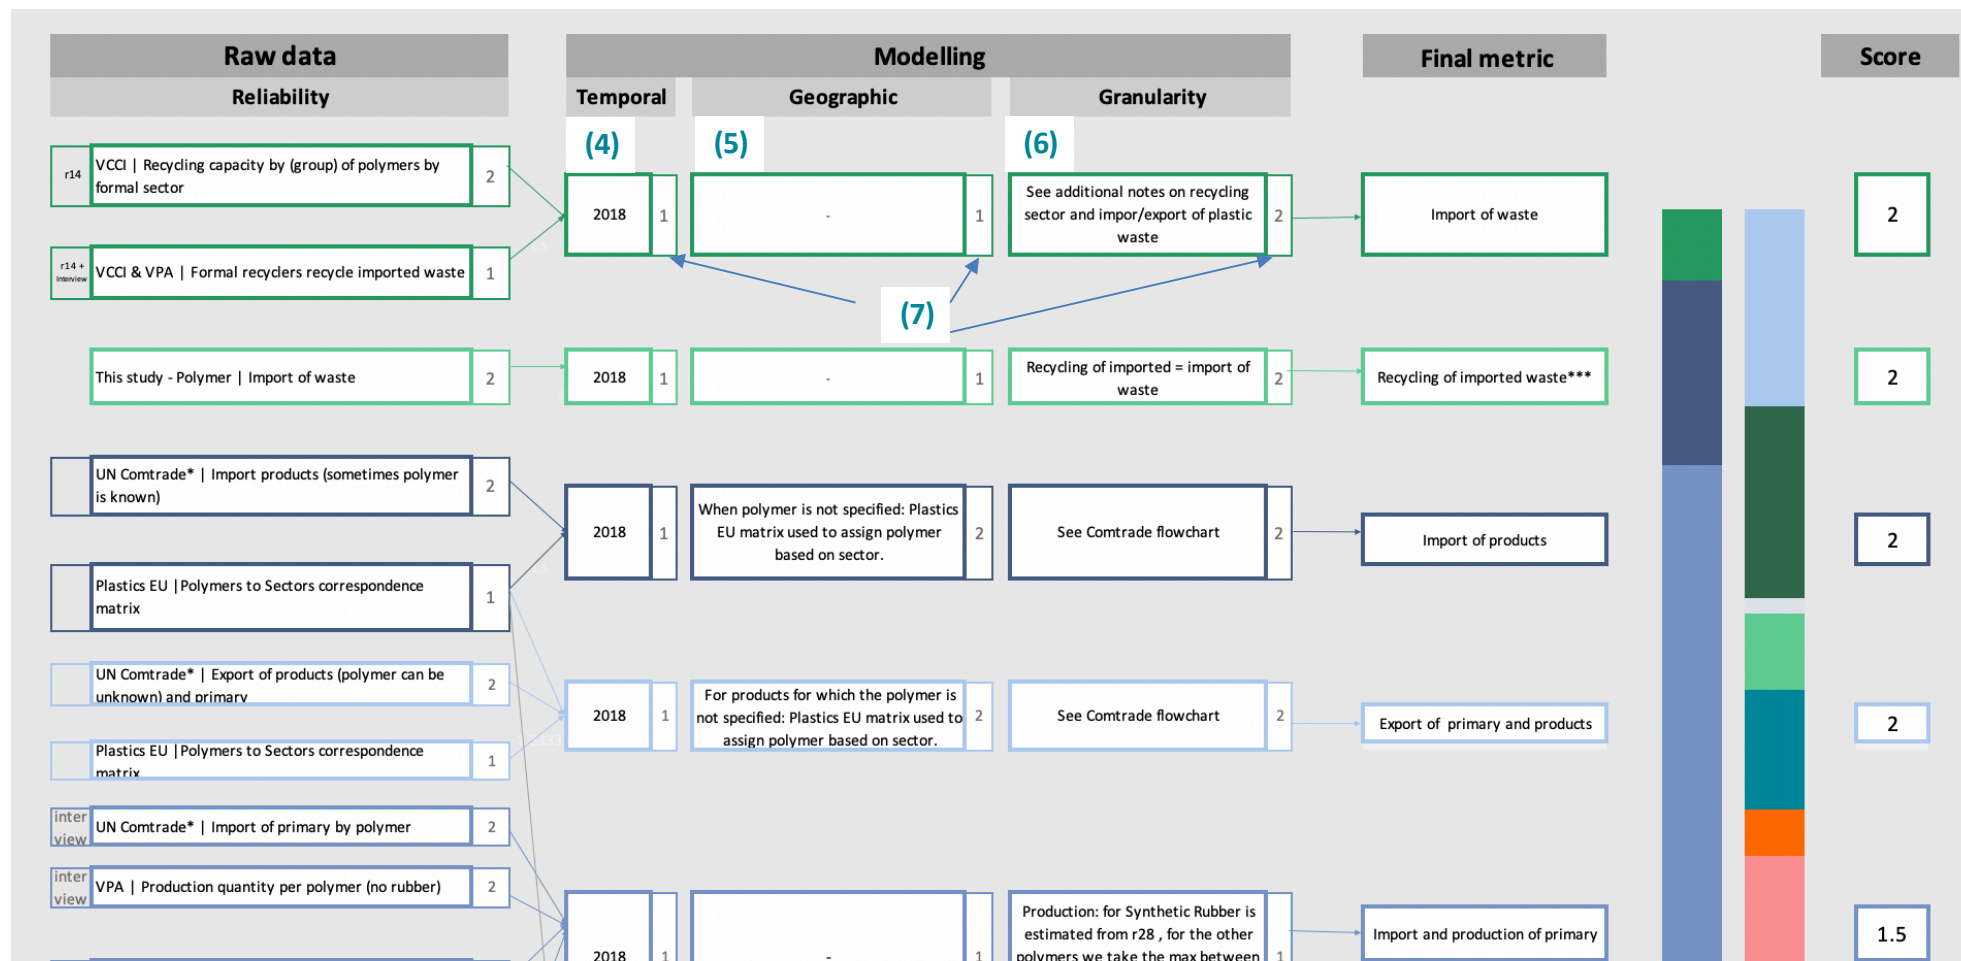 Raw data
Modelling
Final metric
Score
Reliability
Temporal
Geographic
Granularity
(4)
(5)
(6)
r14
VCCI | Recycling capacity by (group) of polymers by
formal sector
2
r14 +
Interview
VCCI & VPA | Formal recyclers recycle imported waste
1
2018
1
-
1
See additional notes on recycling
sector and impor/export of plastic
waste
2
Import of waste
2
(7)
This study - Polymer | Import of waste
2
2018
1
-
1
Recycling of imported = import of
waste
2
Recycling of imported waste***
2
UN Comtrade* | Import products (sometimes polymer
is known)
2
Plastics EU |Polymers to Sectors correspondence
matrix
1
2018
1
When polymer is not specified: Plastics
EU matrix used to assign polymer
based on sector.
2
See Comtrade flowchart
2
Import of products
2
UN Comtrade* | Export of products (polymer can be
unknown) and primary
2
Plastics EU |Polymers to Sectors correspondence
matrix
1
2018
1
For products for which the polymer is
not specified: Plastics EU matrix used to
assign polymer based on sector.
2
See Comtrade flowchart
2
Export of primary and products
2
inter
view
UN Comtrade* | Import of primary by polymer
2
inter
view
VPA | Production quantity per polymer (no rubber)
2
2018
1
-
1
Production: for Synthetic Rubber is
estimated from r28 , for the other
polymers we take the max between
1
Import and production of primary
1.5